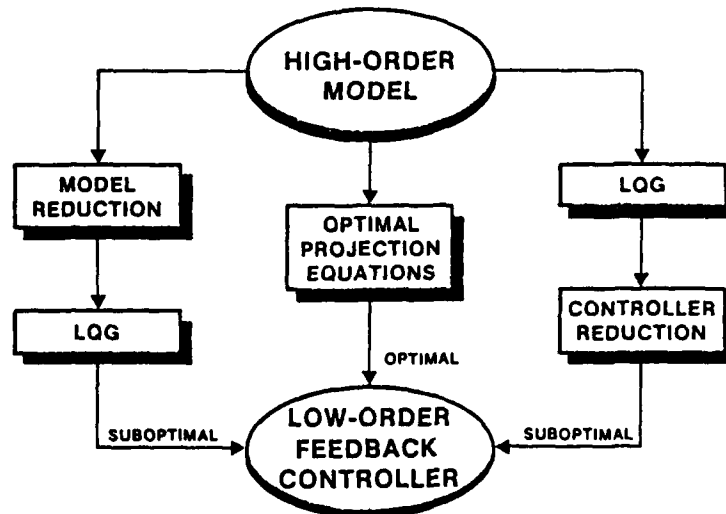 HIGH-ORDER
MODEL
MODEL
REDUCTION
LQG
OPTIMAL
PROJECTION
EQUATIONS
LQG
CONTROLLER
REDUCTION
OPTIMAL
SUBOPTIMAL
SUBOPTIMAL
LOW-ORDER
FEEDBACK
CONTROLLER